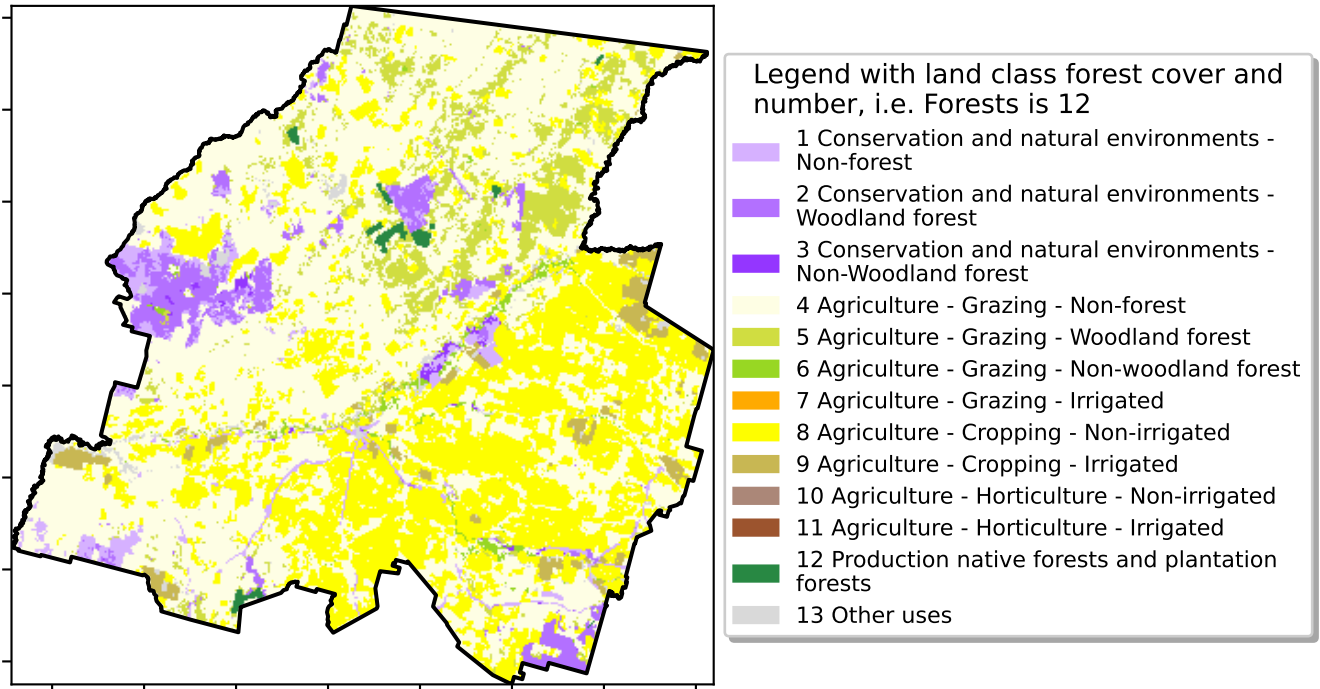 Legend with land class forest cover and
number, i.e. Forests is 12
1 Conservation and natural environments -
Non-forest
2 Conservation and natural environments -
Woodland forest
3 Conservation and natural environments -
Non-Woodland forest
4 Agriculture - Grazing - Non-forest
5 Agriculture - Grazing - Woodland forest
6 Agriculture - Grazing - Non-woodland forest
7 Agriculture - Grazing - Irrigated
8 Agriculture - Cropping - Non-irrigated
9 Agriculture - Cropping - Irrigated
10 Agriculture - Horticulture - Non-irrigated
11 Agriculture - Horticulture - Irrigated
12 Production native forests and plantation
forests
13 Other uses